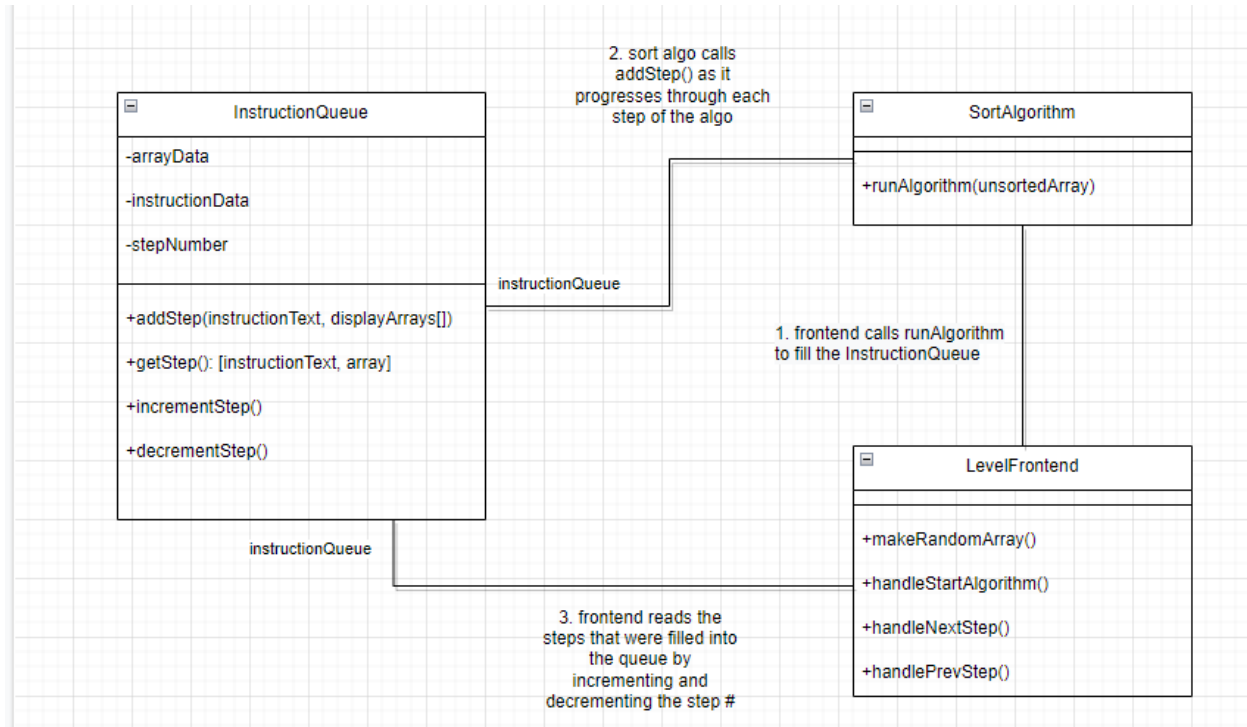 InstructionQueue
-arrayData
-instructionData
-stepNumber
+addStep(instructionText, displayArrays[])
+getStep(): [instructionText, array]
+incrementStep()
+decrementStep()
2. sort algo calls
addStep() as it
progresses through each
step of the algo
SortAlgorithm
+runAlgorithm(unsortedArray)
instructionQueue
1. frontend calls runAlgorithm
to fill the InstructionQueue
LevelFrontend
+makeRandomArray()
+handleStartAlgorithm()
+handleNextStep()
+handlePrevStep()
instructionQueue
3. frontend reads the
steps that were filled into
the queue by
incrementing and
decrementing the step #